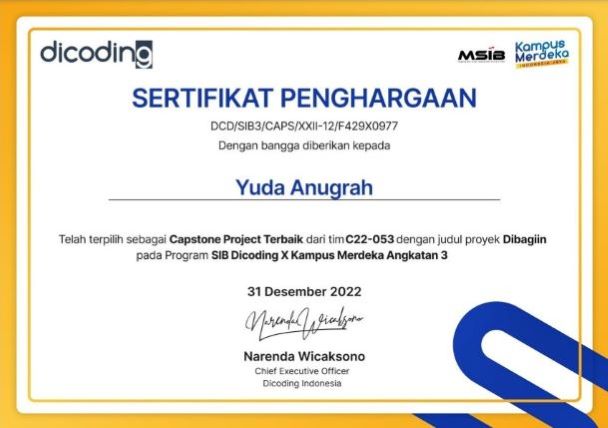 dicoding
MSIB
Kampus
Merdeka
INDONESIA JAYA
SERTIFIKAT PENGHARGAAN
DCD/SIB3/CAPS/XXII-12/F429X0977
Dengan bangga diberikan kepada
Yuda Anugrah
Telah terpilih sebagai Capstone Project Terbaik dari tim C22-053 dengan judul proyek Dibagiin
pada Program SIB Dicoding X Kampus Merdeka Angkatan 3
31 Desember 2022
Narenda Wicaksono
Narenda Wicaksono
Chief Executive Officer
Dicoding Indonesia